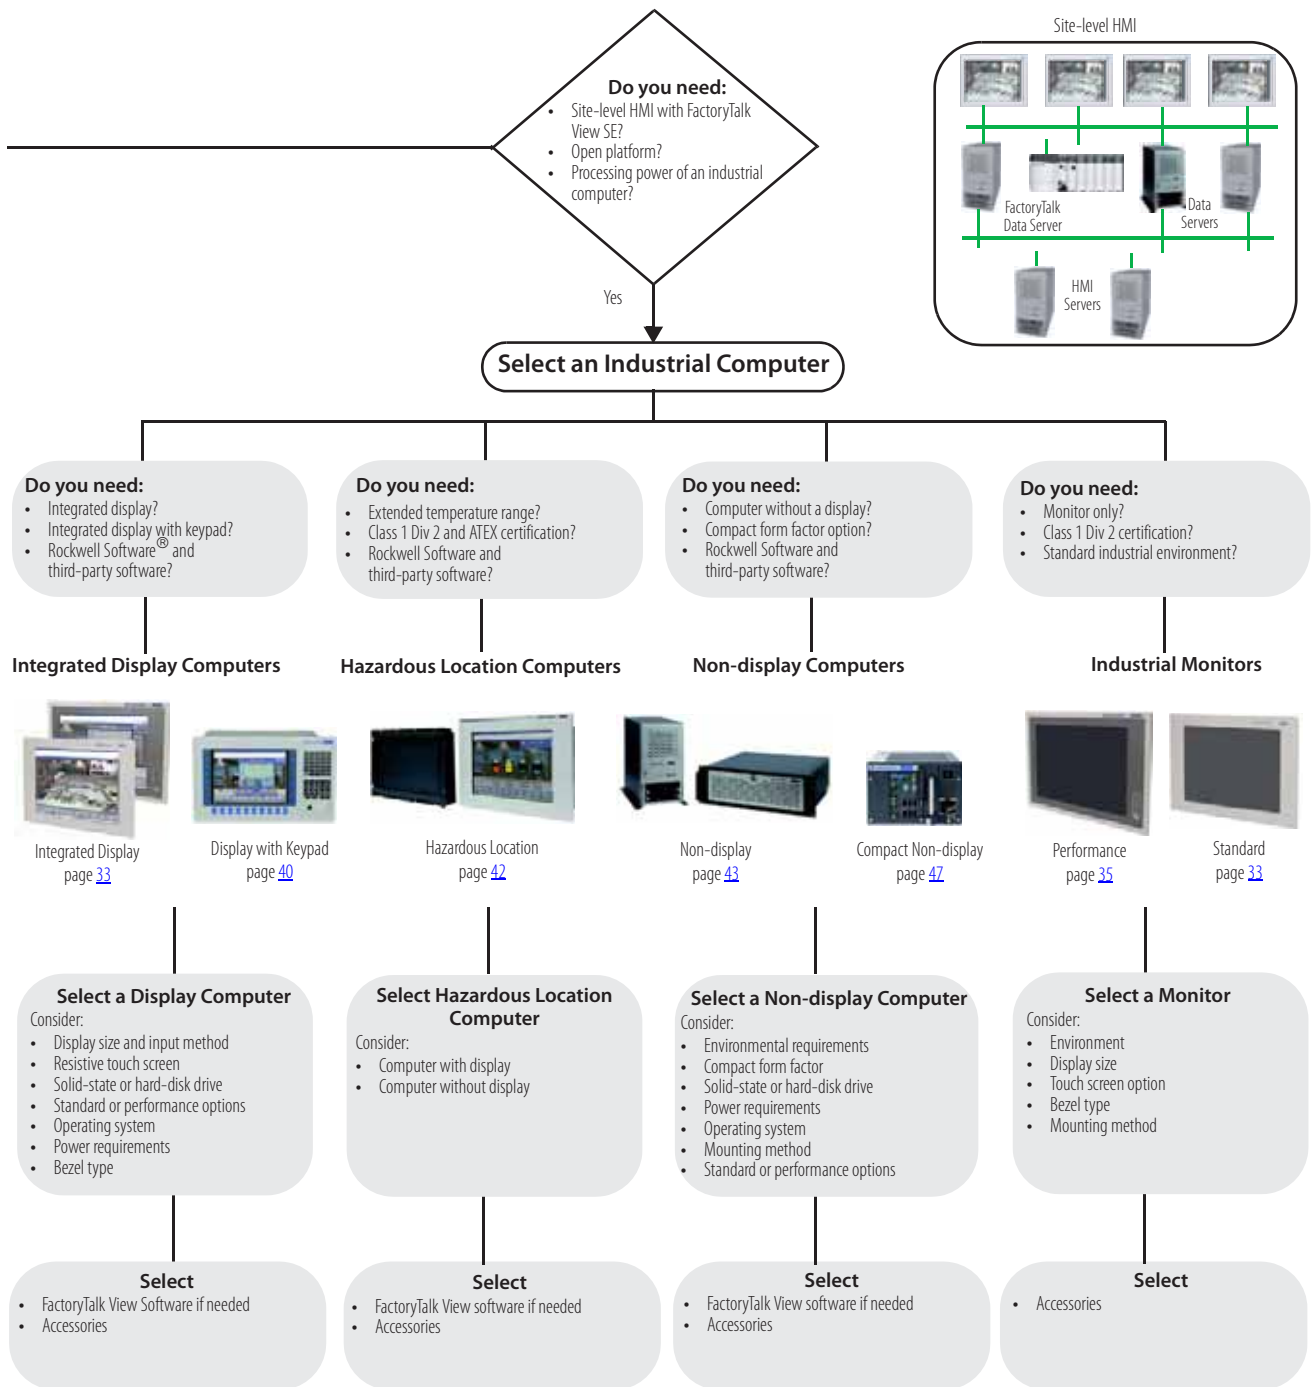 Site-level HMI
Do you need:
• Site-level HMI with FactoryTalk
View SE?
• Open platform?
• Processing power of an industrial
computer?
FactoryTalk
Data Server
Data
Servers
HMI
Servers
Yes
Select an Industrial Computer
Do you need:
• Integrated display?
• Integrated display with keypad?
• Rockwell Software® and
third-party software?
Do you need:
• Extended temperature range?
• Class 1 Div 2 and ATEX certification?
• Rockwell Software and
third-party software?
Do you need:
• Computer without a display?
• Compact form factor option?
• Rockwell Software and
third-party software?
Do you need:
• Monitor only?
• Class 1 Div 2 certification?
• Standard industrial environment?
Integrated Display Computers
Hazardous Location Computers
Non-display Computers
Industrial Monitors
Integrated Display
page 33
Display with Keypad
page 40
Hazardous Location
page 42
Non-display
page 43
Compact Non-display
page 47
Performance
page 35
Standard
page 33
Select a Display Computer
Consider:
• Display size and input method
• Resistive touch screen
• Solid-state or hard-disk drive
• Standard or performance options
• Operating system
• Power requirements
• Bezel type
Select Hazardous Location
Computer
Consider:
• Computer with display
• Computer without display
Select a Non-display Computer
Consider:
• Environmental requirements
• Compact form factor
• Solid-state or hard-disk drive
• Power requirements
• Operating system
• Mounting method
• Standard or performance options
Select a Monitor
Consider:
• Environment
• Display size
• Touch screen option
• Bezel type
• Mounting method
Select
• FactoryTalk View Software if needed
• Accessories
Select
• FactoryTalk View software if needed
• Accessories
Select
• FactoryTalk View software if needed
• Accessories
Select
• Accessories